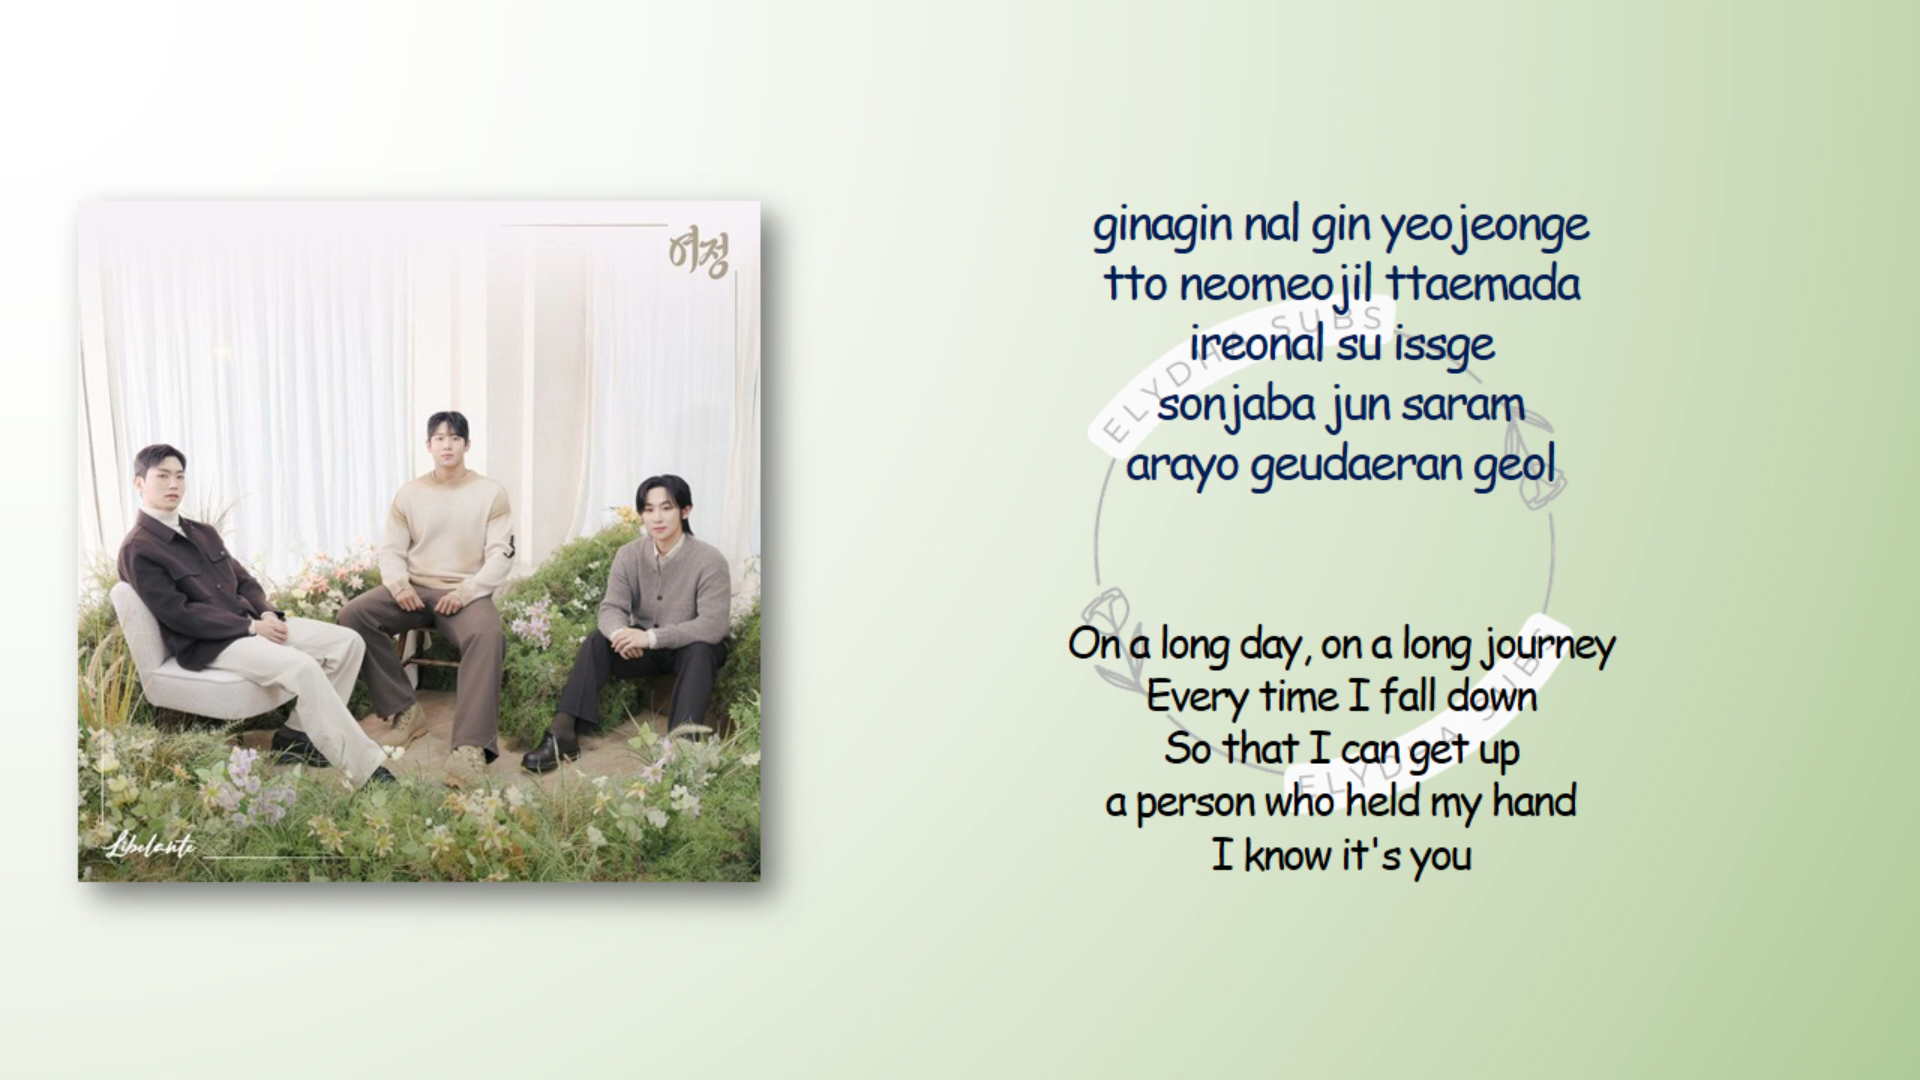 여정
Libelante
ginagin nal gin yeojeonge
tto neomeojil ttaemada
ireonal su issge
sonjaba jun saram
arayo geudaeran geol
ELYDHA SUBS
On a long day, on a long journey
Every time I fall down
So that I can get up
a person who held my hand
I know it's you
ELYDHA SUBS